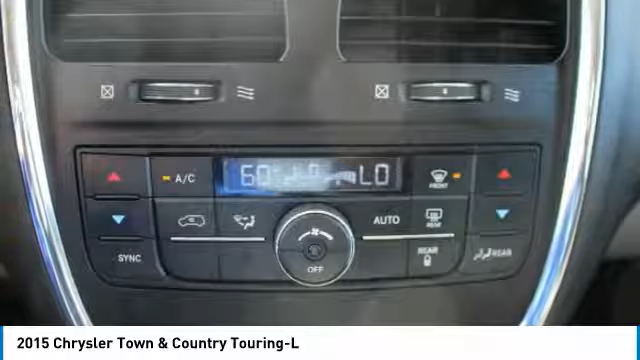 A/C
60
LO
FRONT
AUTO
REAR
SYNC
OFF
REAR
REAR
2015 Chrysler Town & Country Touring-L